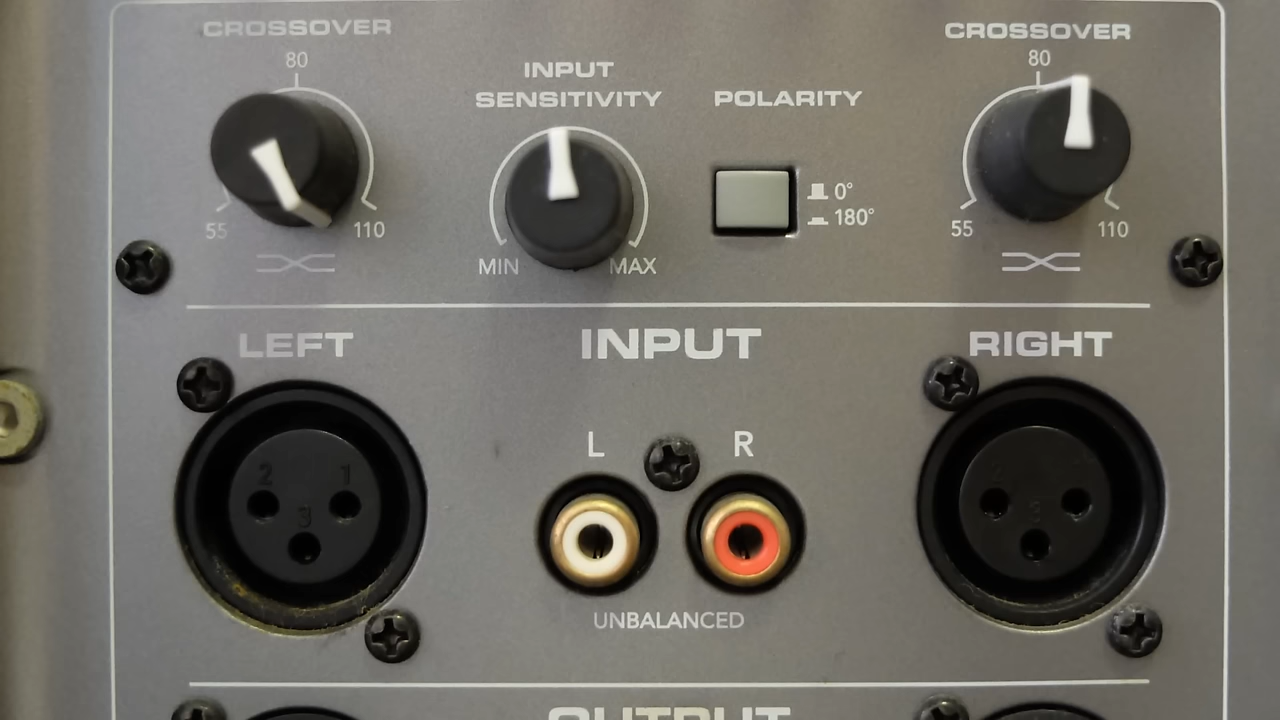 CROSSOVER
80
55
110
INPUT
SENSITIVITY
MIN
MAX
POLARITY
0°
180°
CROSSOVER
80
55
110
LEFT
INPUT
RIGHT
L
R
2
1
3
UNBALANCED
OUTPUT